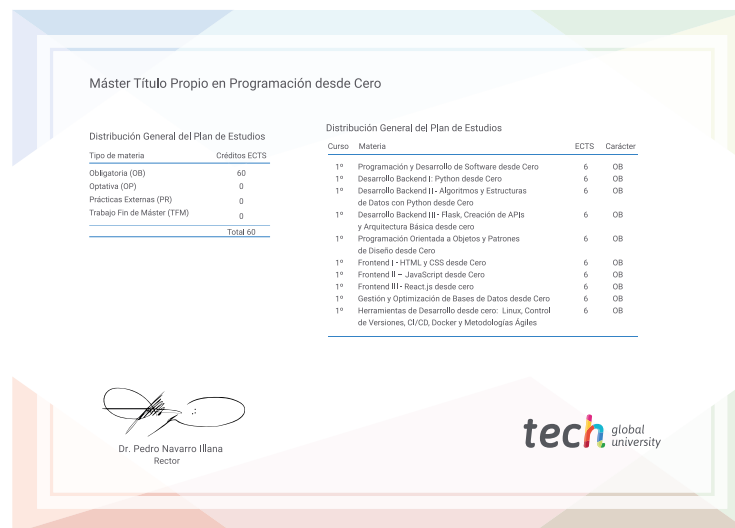 Máster Título Propio en Programación desde Cero
Distribución General del Plan de Estudios
Tipo de materia Créditos ECTS
Obligatoria (OB) 60
Optativa (OP) 0
Prácticas Externas (PR) 0
Trabajo Fin de Máster (TFM) 0
Total 60
Distribución General del Plan de Estudios
Curso Materia ECTS Carácter
1º Programación y Desarrollo de Software desde Cero 6 OB
1º Desarrollo Backend I: Python desde Cero 6 OB
1º Desarrollo Backend II - Algoritmos y Estructuras 6 OB
de Datos con Python desde Cero
1º Desarrollo Backend III - Flask, Creación de APIs 6 OB
y Arquitectura Básica desde cero
1º Programación Orientada a Objetos y Patrones 6 OB
de Diseño desde Cero
1º Frontend I - HTML y CSS desde Cero 6 OB
1º Frontend II – JavaScript desde Cero 6 OB
1º Frontend III - React.js desde cero 6 OB
1º Gestión y Optimización de Bases de Datos desde Cero 6 OB
1º Herramientas de Desarrollo desde cero: Linux, Control 6 OB
de Versiones, CI/CD, Docker y Metodologías Ágiles
Dr. Pedro Navarro Illana
Rector
tech global
university